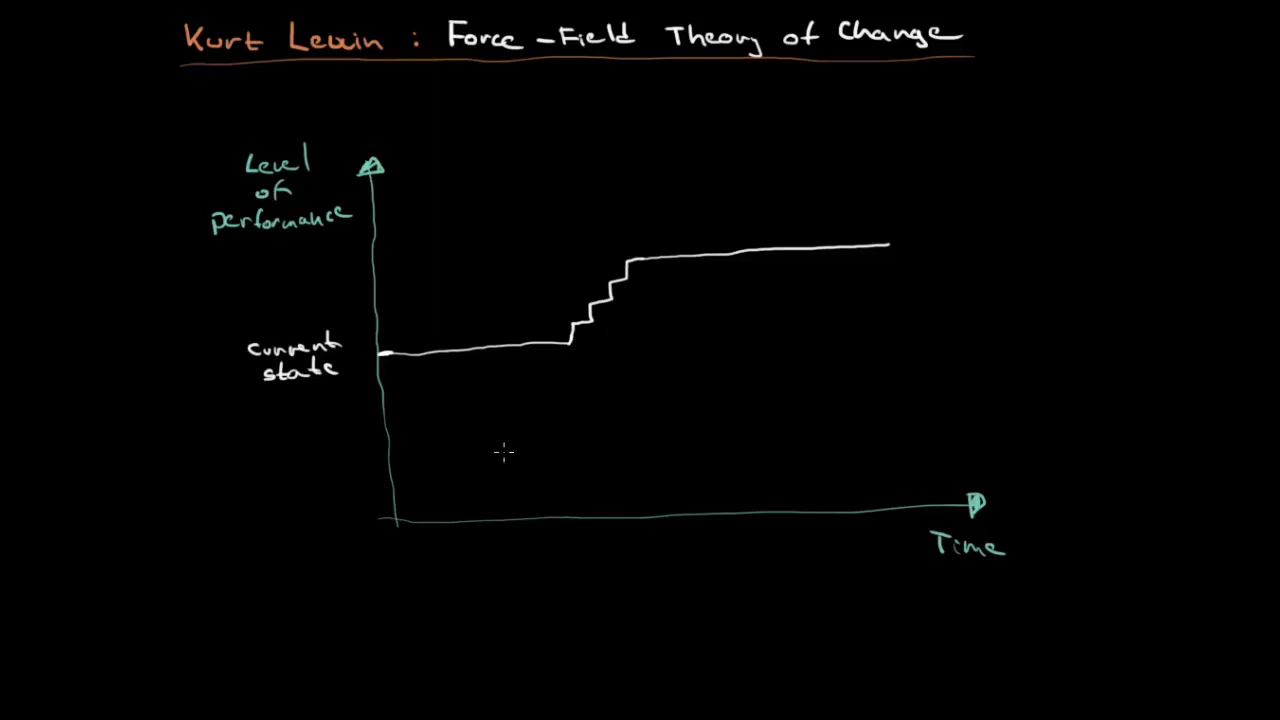 Kurt Lewin : Force-Field Theory of Change
Level
of
performance
current
state
Time